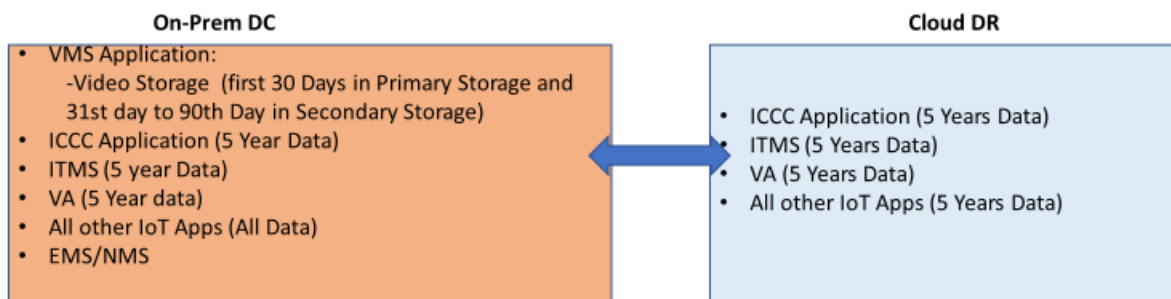 On-Prem DC
• VMS Application:
-Video Storage (first 30 Days in Primary Storage and
31st day to 90th Day in Secondary Storage)
• ICCC Application (5 Year Data)
• ITMS (5 year Data)
• VA (5 Year data)
• All other IoT Apps (All Data)
• EMS/NMS
Cloud DR
• ICCC Application (5 Years Data)
• ITMS (5 Years Data)
• VA (5 Years Data)
• All other IoT Apps (5 Years Data)